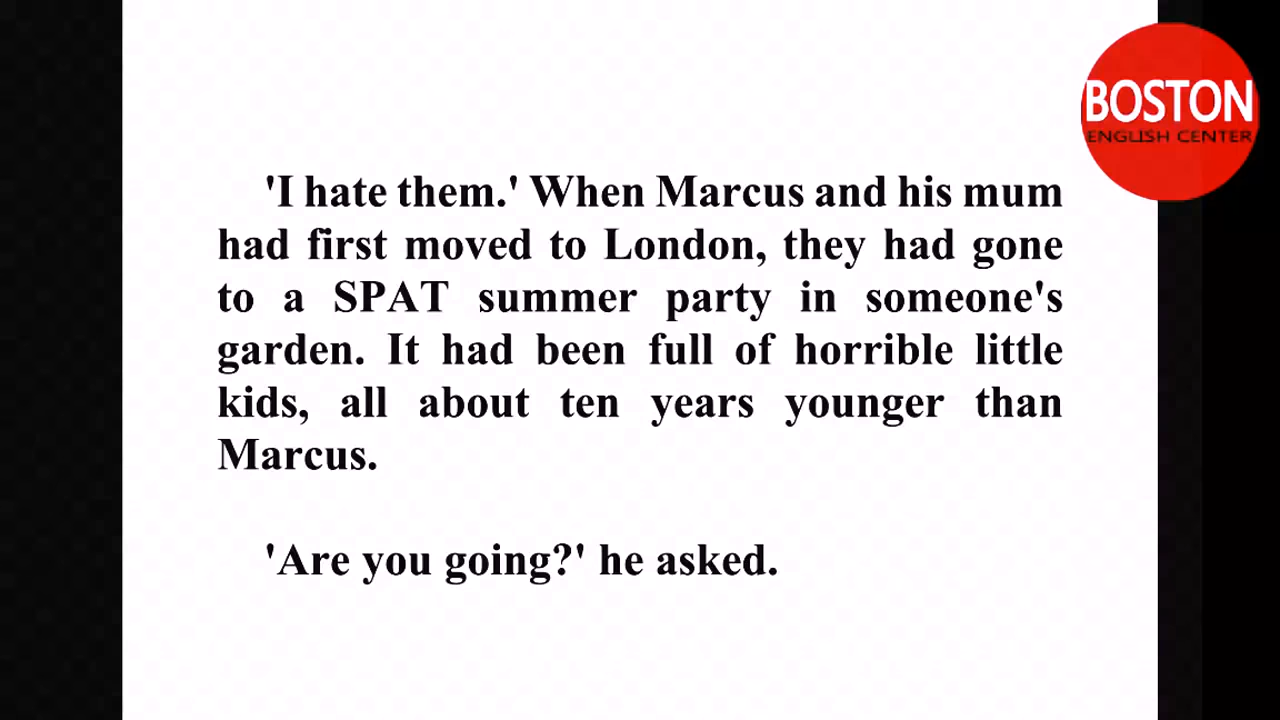 BOSTON
ENGLISH CENTER
'I hate them.' When Marcus and his mum
had first moved to London, they had gone
to a SPAT summer party in someone's
garden. It had been full of horrible little
kids, all about ten years younger than
Marcus.
'Are you going?' he asked.